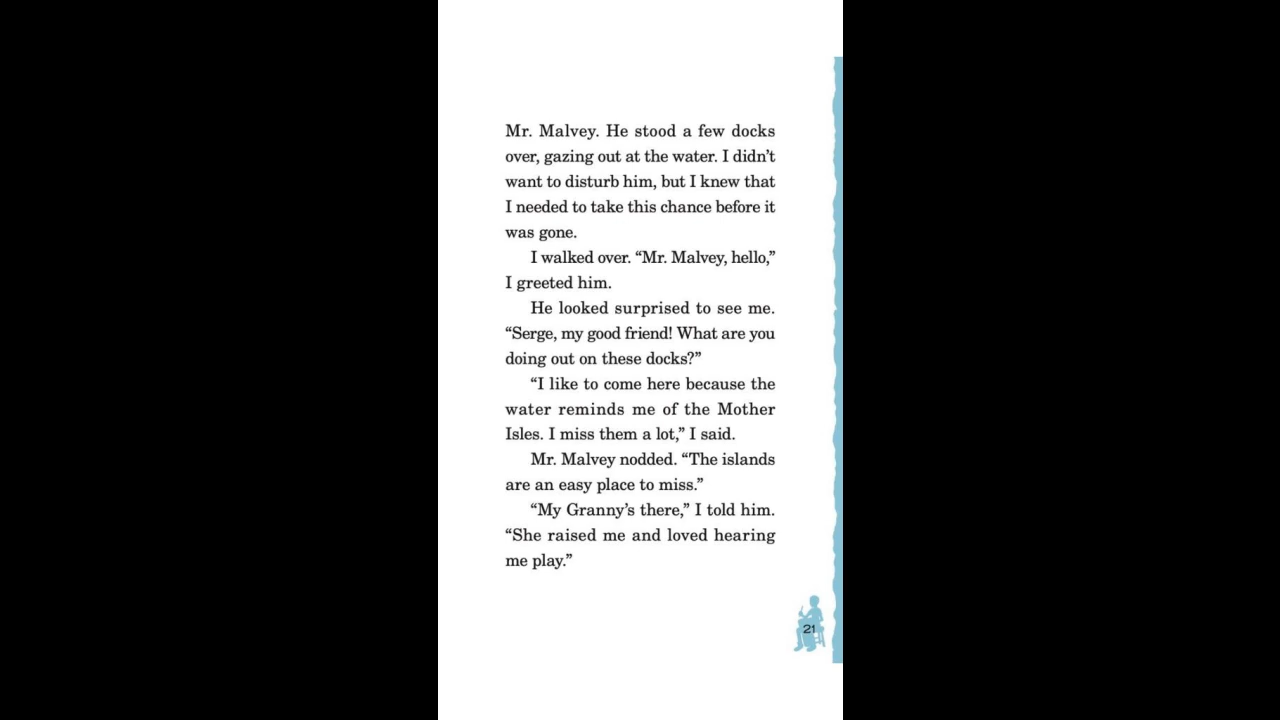 Mr. Malvey. He stood a few docks
over, gazing out at the water. I didn’t
want to disturb him, but I knew that
I needed to take this chance before it
was gone.
I walked over. “Mr. Malvey, hello,”
I greeted him.
He looked surprised to see me.
“Serge, my good friend! What are you
doing out on these docks?”
“I like to come here because the
water reminds me of the Mother
Isles. I miss them a lot,” I said.
Mr. Malvey nodded. “The islands
are an easy place to miss.”
“My Granny’s there,” I told him.
“She raised me and loved hearing
me play.”
21